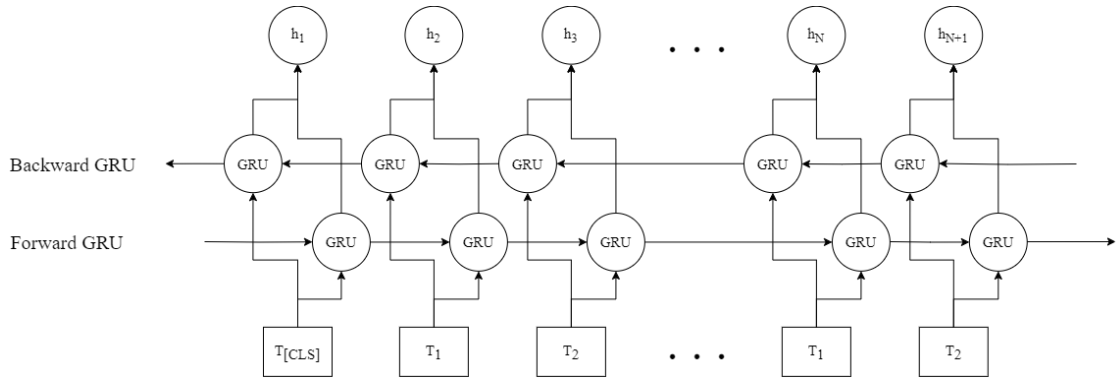 h1 h2 h3 . . . hN hN+1
Backward GRU GRU GRU GRU GRU GRU
Forward GRU GRU GRU GRU GRU GRU
T[CLS] T1 T2 . . . T1 T2